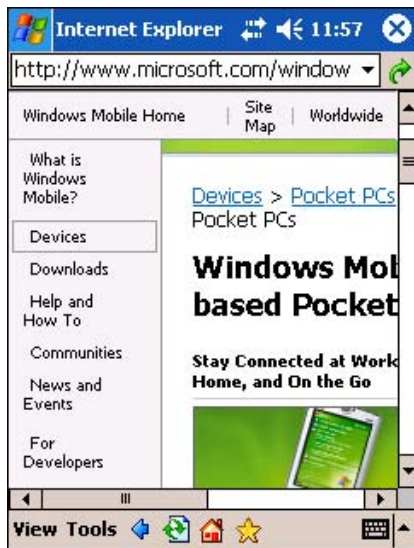 Internet Explorer 11:57
http://www.microsoft.com/window
Windows Mobile Home | Site Map | Worldwide
What is
Windows
Mobile?
Devices
Downloads
Help and
How To
Communities
News and
Events
For
Developers
Devices > Pocket PCs
Pocket PCs
Windows Mob
based Pocket
Stay Connected at Work
Home, and On the Go
View Tools